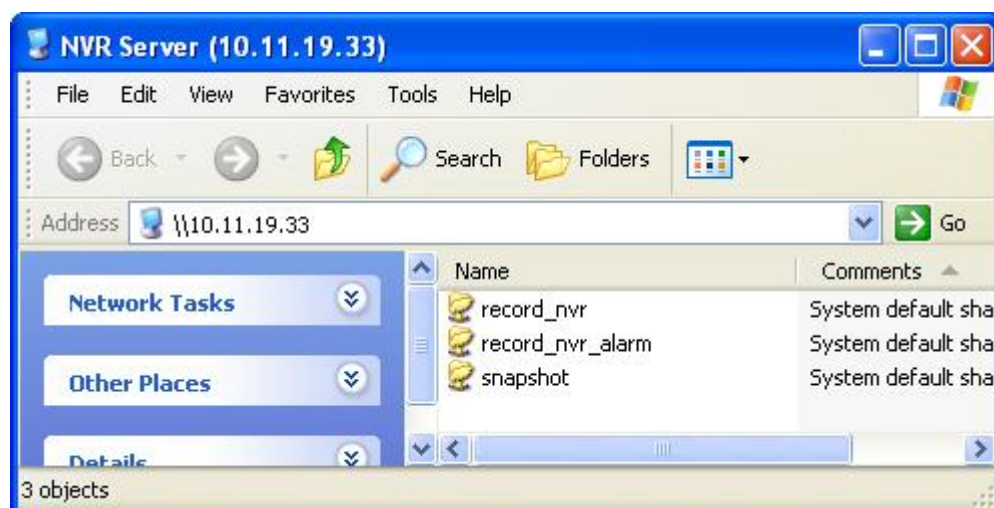 NVR Server (10.11.19.33)
File Edit View Favorites Tools Help
Back Search Folders
Address \\10.11.19.33 Go
Network Tasks
Other Places
Details
Name Comments
record_nvr System default sha
record_nvr_alarm System default sha
snapshot System default sha
3 objects